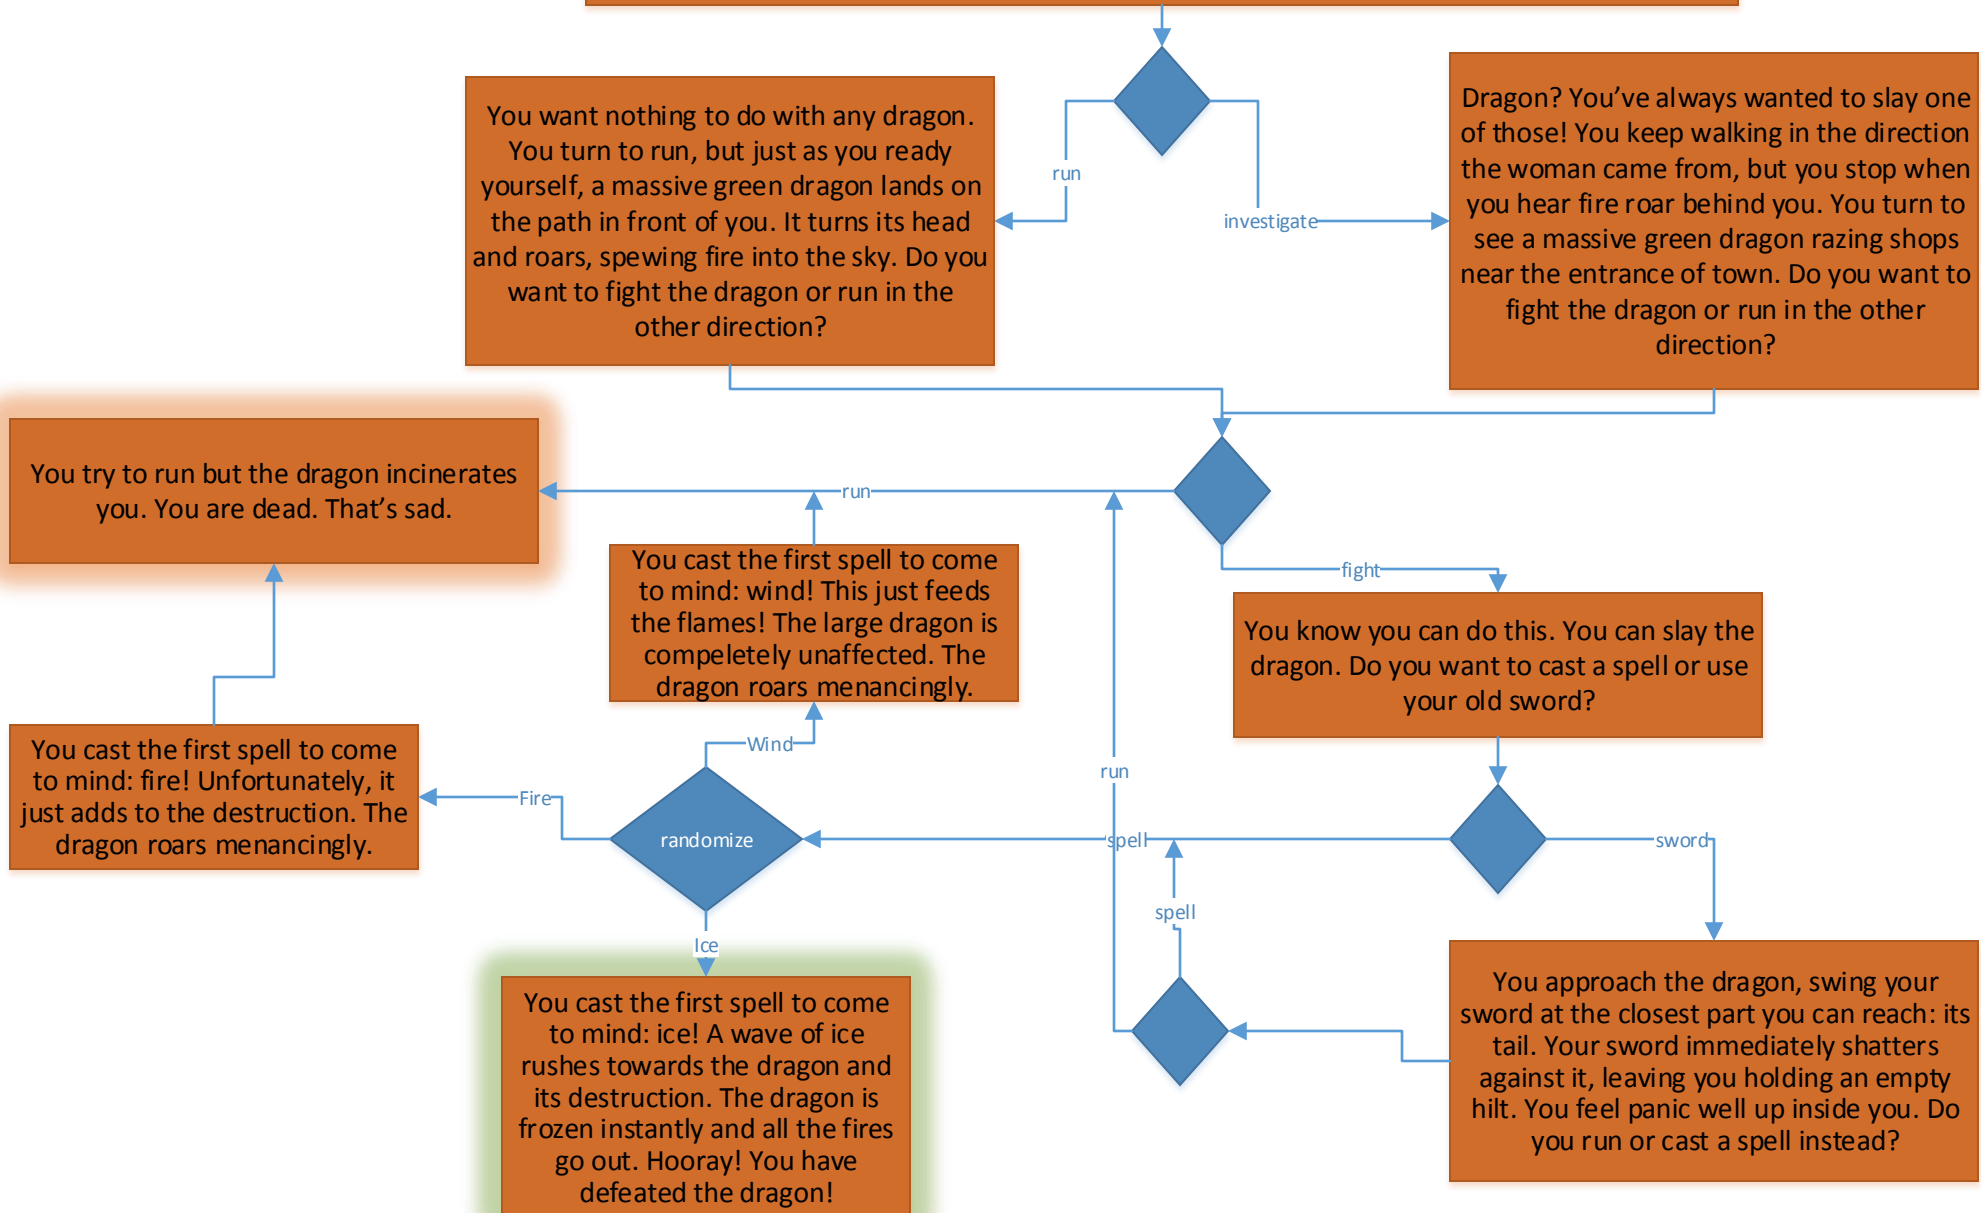 You want nothing to do with any dragon.
You turn to run, but just as you ready
yourself, a massive green dragon lands on
the path in front of you. It turns its head
and roars, spewing fire into the sky. Do you
want to fight the dragon or run in the
other direction?
run
investigate
Dragon? You’ve always wanted to slay one
of those! You keep walking in the direction
the woman came from, but you stop when
you hear fire roar behind you. You turn to
see a massive green dragon razing shops
near the entrance of town. Do you want to
fight the dragon or run in the other
direction?
You try to run but the dragon incinerates
you. You are dead. That’s sad.
run
fight
You cast the first spell to come
to mind: wind! This just feeds
the flames! The large dragon is
compeletely unaffected. The
dragon roars menancingly.
You know you can do this. You can slay the
dragon. Do you want to cast a spell or use
your old sword?
You cast the first spell to come
to mind: fire! Unfortunately, it
just adds to the destruction. The
dragon roars menancingly.
Wind
Fire
randomize
Ice
run
spell
sword
spell
You cast the first spell to come
to mind: ice! A wave of ice
rushes towards the dragon and
its destruction. The dragon is
frozen instantly and all the fires
go out. Hooray! You have
defeated the dragon!
You approach the dragon, swing your
sword at the closest part you can reach: its
tail. Your sword immediately shatters
against it, leaving you holding an empty
hilt. You feel panic well up inside you. Do
you run or cast a spell instead?